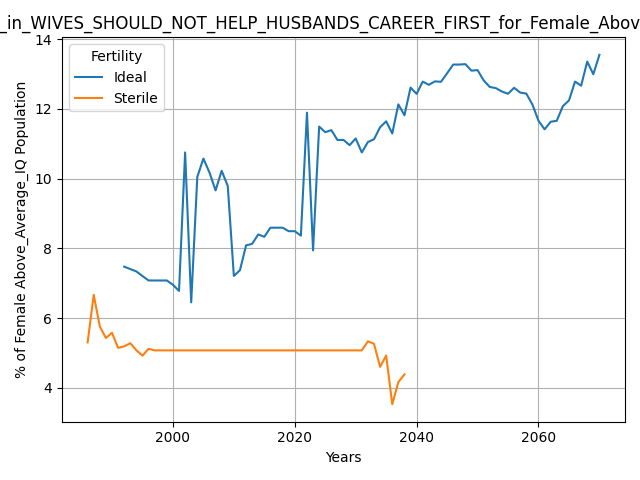 _in_WIVES_SHOULD_NOT_HELP_HUSBANDS_CAREER_FIRST_for_Female_Abov
Fertility
Ideal
Sterile
14
12
10
8
6
4
% of Female Above_Average_IQ Population
2000
2020
2040
2060
Years